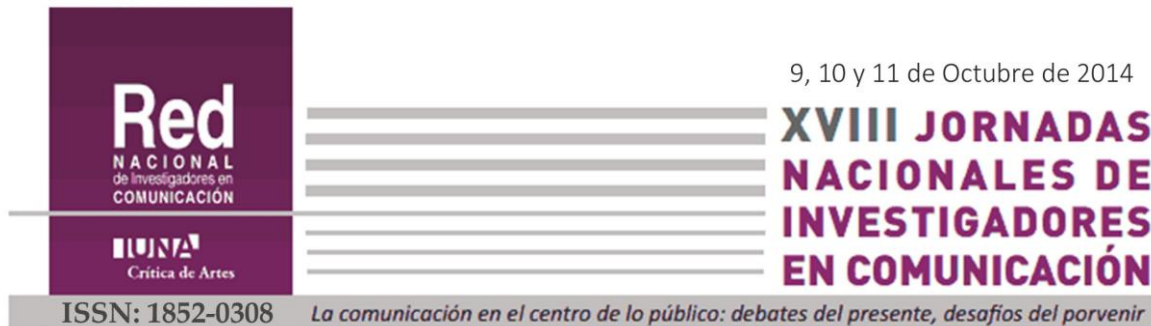 Red
NACIONAL
de Investigadores en
COMUNICACIÓN
IUNA
Crítica de Artes
ISSN: 1852-0308
9, 10 y 11 de Octubre de 2014
XVIII JORNADAS
NACIONALES DE
INVESTIGADORES
EN COMUNICACIÓN
La comunicación en el centro de lo público: debates del presente, desafíos del porvenir